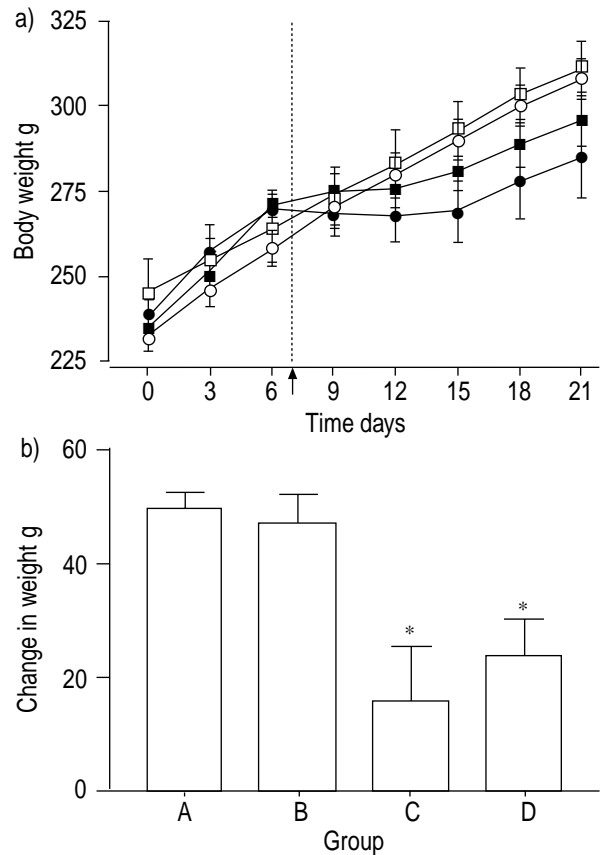 a)
325
300
275
250
225
Body weight g
0 3 6 9 12 15 18 21
Time days
b)
60
40
20
0
Change in weight g
* *
A B C D
Group